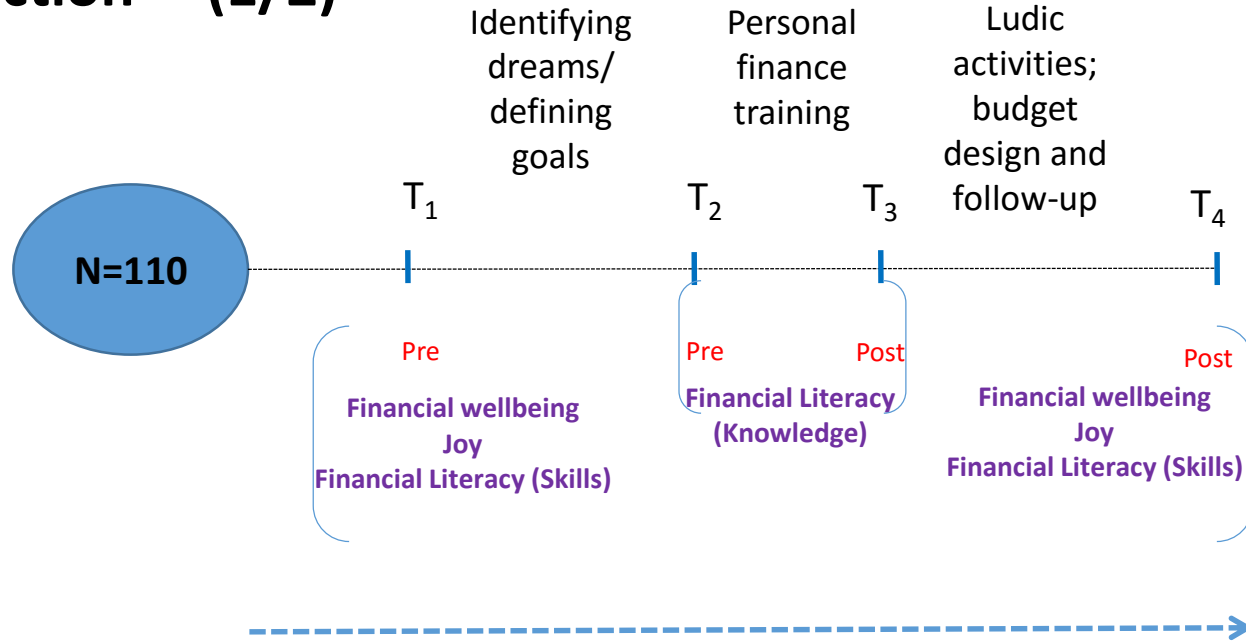 Identifying
dreams/
defining
goals
Personal
finance
training
Ludic
activities;
budget
design and
follow-up
T₁
T₂
T₃
T₄
N=110
Pre
Pre
Post
Post
Financial wellbeing
Joy
Financial Literacy (Skills)
Financial Literacy
(Knowledge)
Financial wellbeing
Joy
Financial Literacy (Skills)